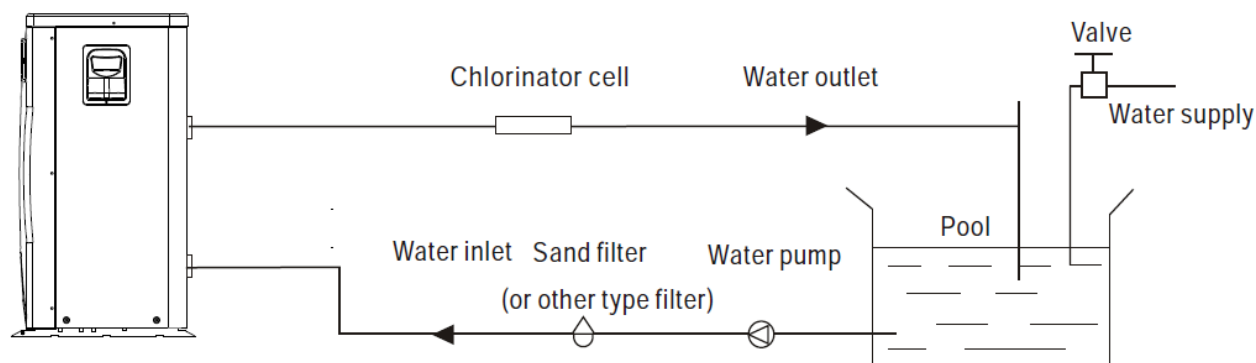 Valve
Chlorinator cell
Water outlet
Water supply
Pool
Water inlet
Sand filter
(or other type filter)
Water pump